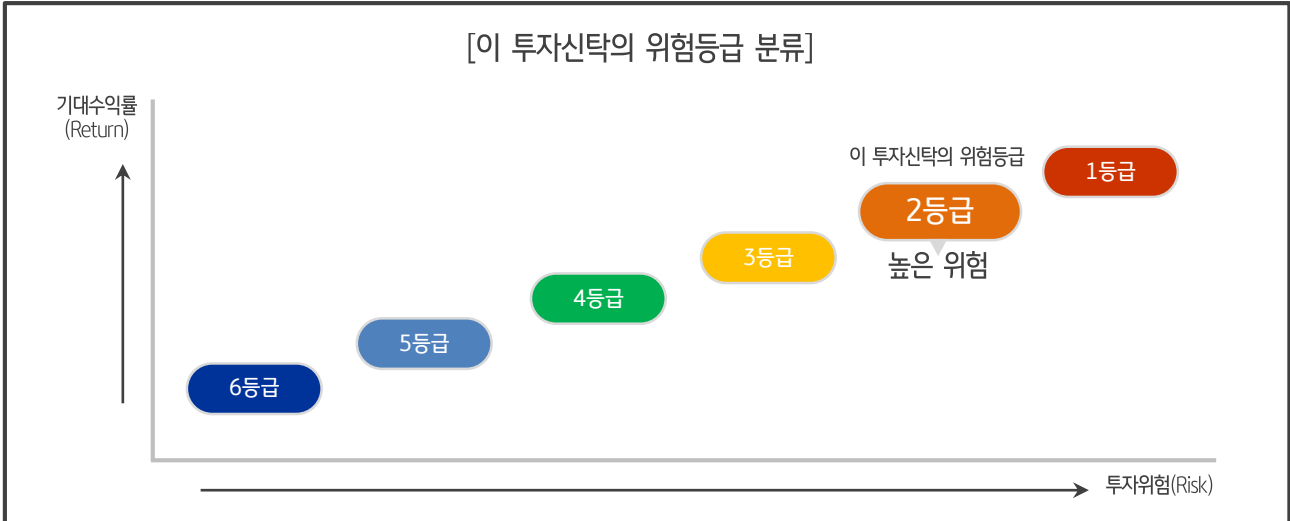 [이 투자신탁의 위험등급 분류]
기대수익률
(Return)
이 투자신탁의 위험등급
1등급
2등급
높은 위험
3등급
4등급
5등급
6등급
투자위험(Risk)